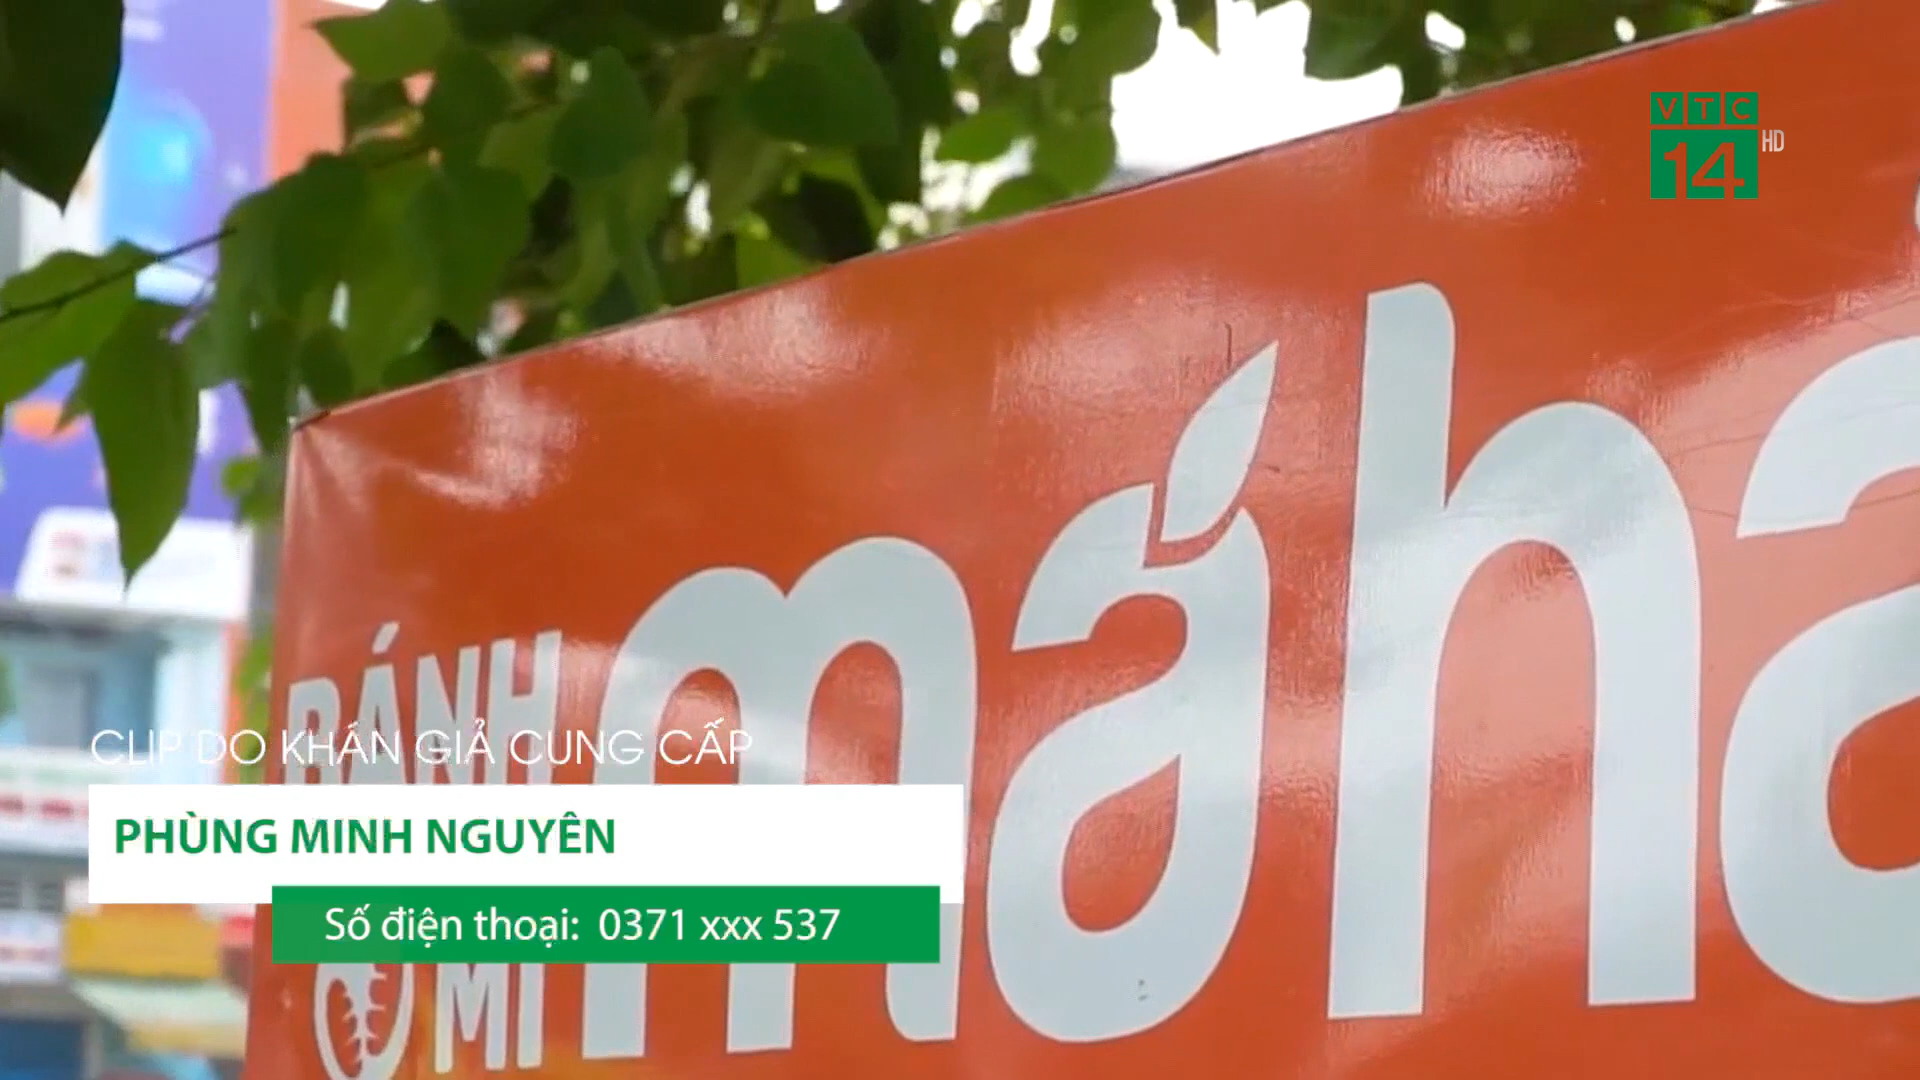 VTC
14 HD
BÁNH
MÌ
máha
CLIP DO KHÁN GIẢ CUNG CẤP
PHÙNG MINH NGUYÊN
Số điện thoại: 0371 xxx 537